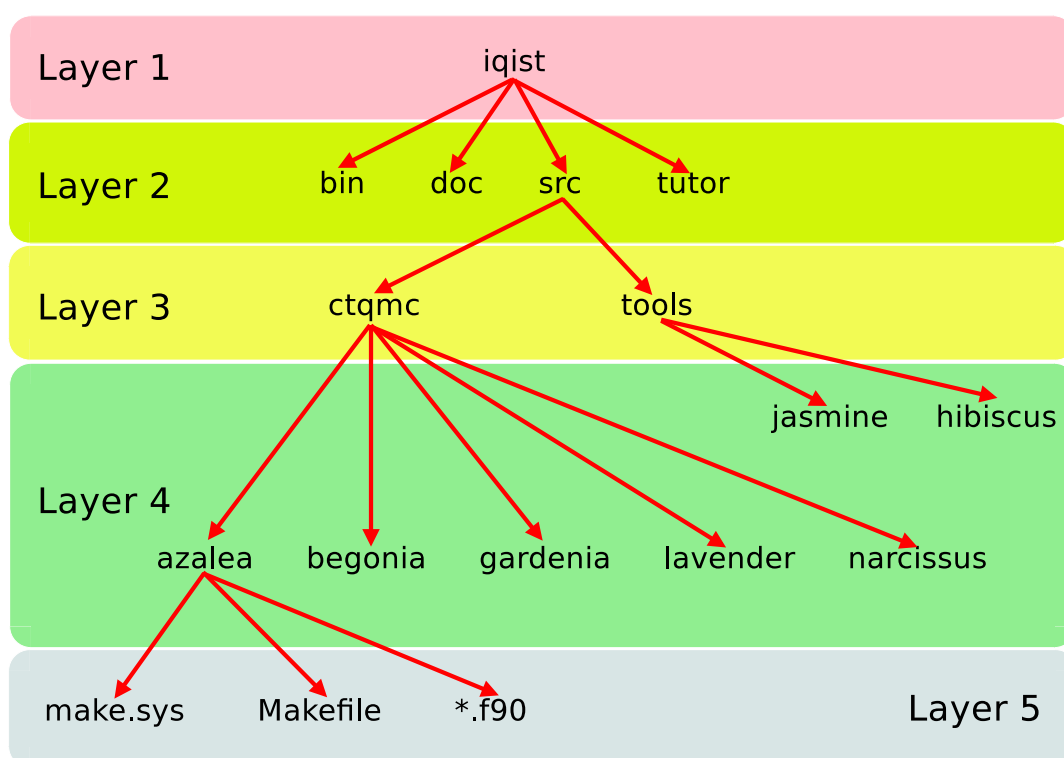 Layer 1
iqist
Layer 2
bin doc src tutor
Layer 3
ctqmc tools
jasmine hibiscus
Layer 4
azalea begonia gardenia lavender narcissus
make.sys Makefile *.f90
Layer 5